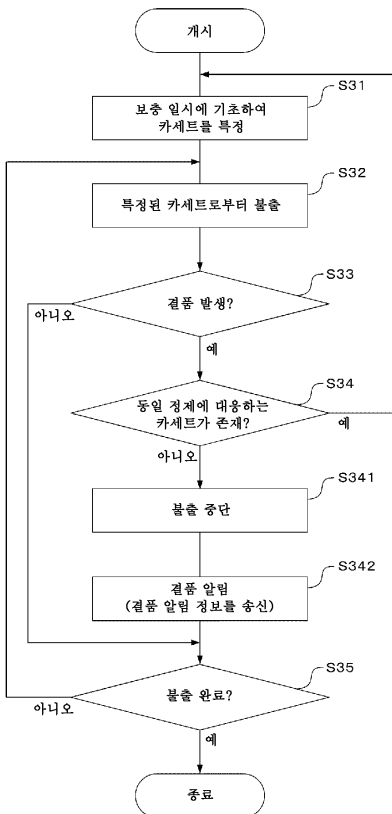 개시
S31
보충 일시에 기초하여
카세트를 특정
S32
특정된 카세트로부터 불출
S33
결품 발생?
아니오
예
S34
동일 정제에 대응하는
카세트가 존재?
예
아니오
S341
불출 중단
S342
결품 알림
(결품 알림 정보를 송신)
S35
불출 완료?
아니오
예
종료